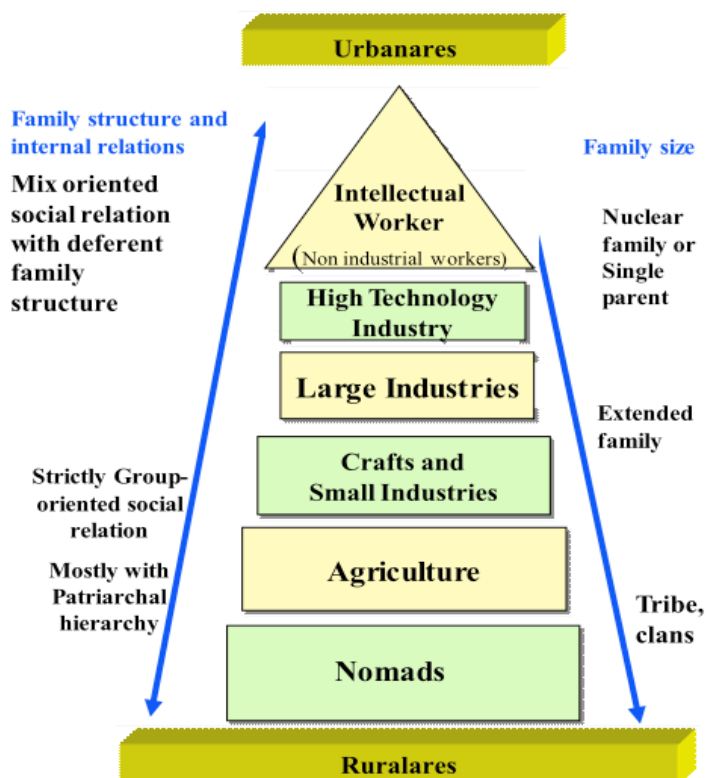 Urbanares
Family structure and
internal relations
Mix oriented
social relation
with deferent
family
structure
Strictly Group-
oriented social
relation
Mostly with
Patriarchal
hierarchy
Intellectual
Worker
(Non industrial workers)
High Technology
Industry
Large Industries
Crafts and
Small Industries
Agriculture
Nomads
Family size
Nuclear
family or
Single
parent
Extended
family
Tribe,
clans
Ruralares